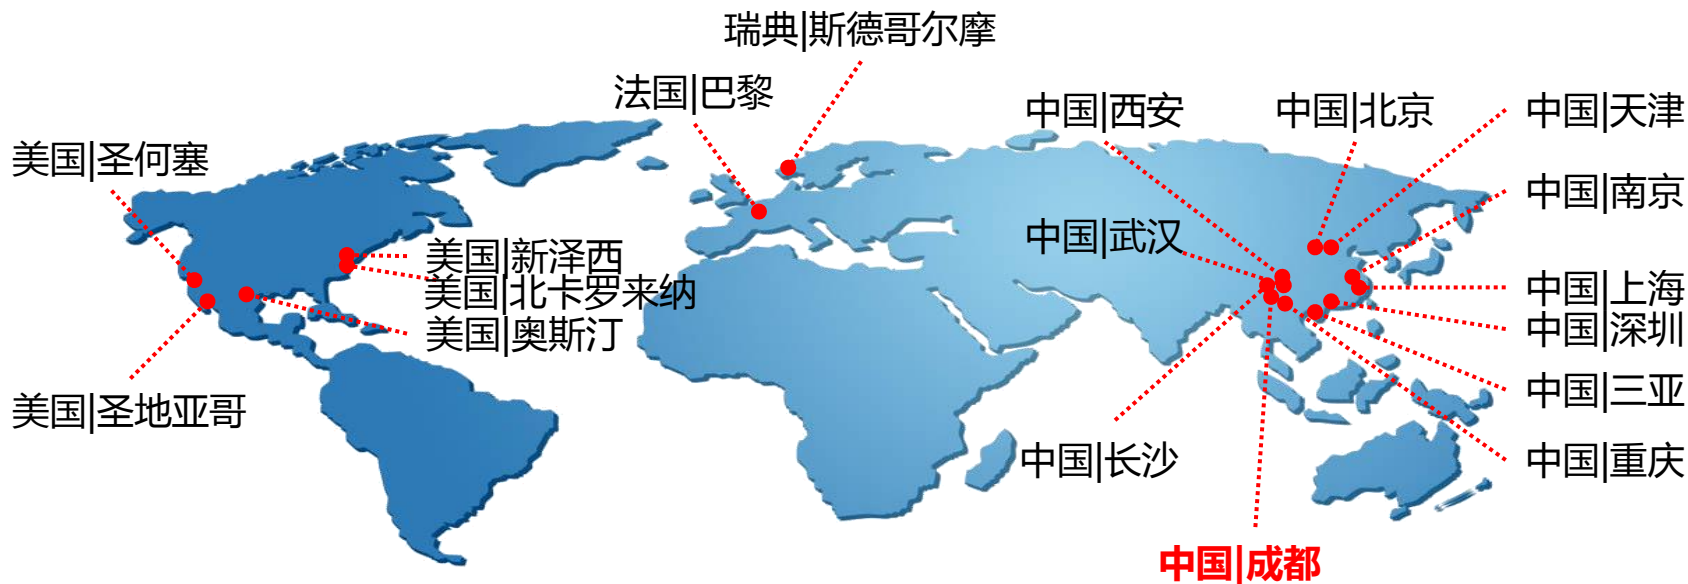 瑞典|斯德哥尔摩
法国|巴黎
中国|西安
中国|北京
中国|天津
美国|圣何塞
中国|南京
中国|武汉
美国|新泽西
美国|北卡罗来纳
中国|上海
美国|奥斯汀
中国|深圳
中国|三亚
美国|圣地亚哥
中国|长沙
中国|重庆
中国|成都